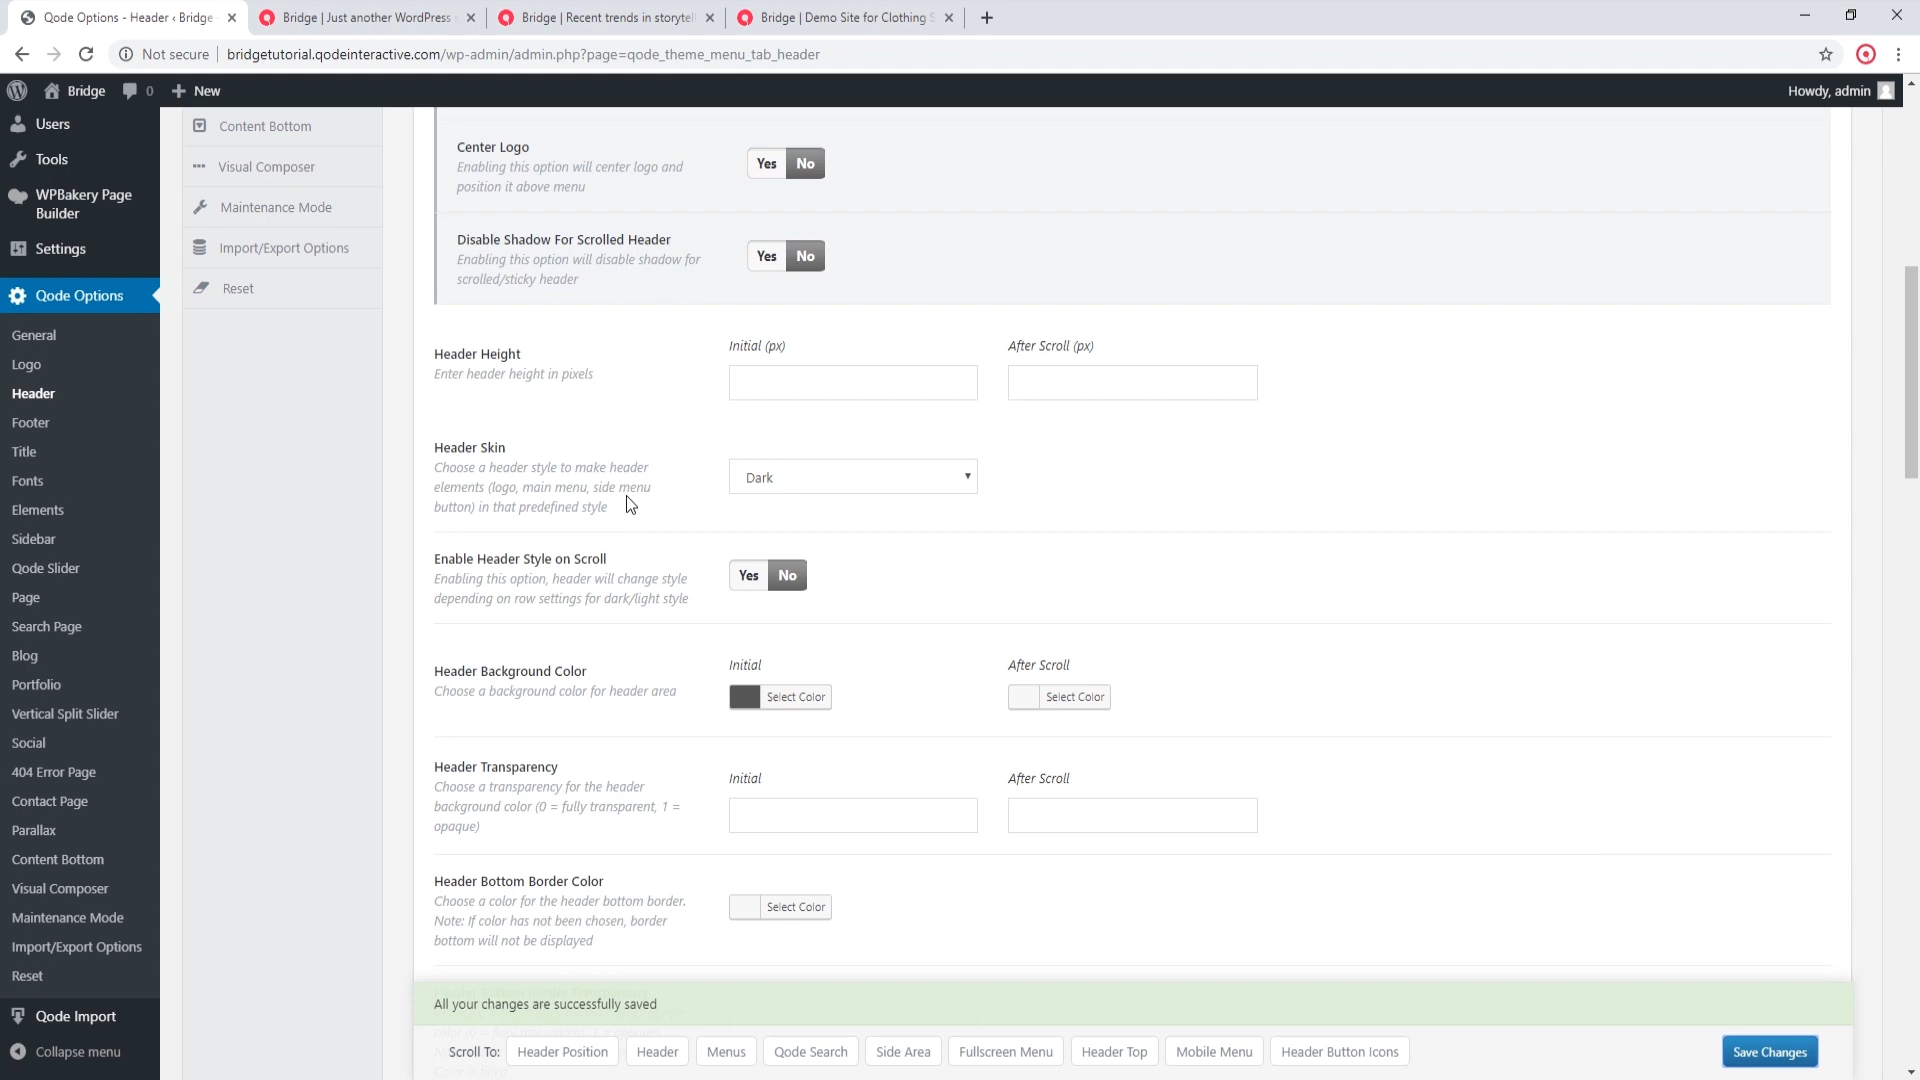 Qode Options - Header ‹ Bridge
Bridge | Just another WordPress s
Bridge | Recent trends in storytell
Bridge | Demo Site for Clothing S
Not secure
bridgetutorial.qodeinteractive.com/wp-admin/admin.php?page=qode_theme_menu_tab_header
Bridge
0
New
Howdy, admin
Users
Tools
WPBakery Page
Builder
Settings
Qode Options
General
Logo
Header
Footer
Title
Fonts
Elements
Sidebar
Qode Slider
Page
Search Page
Blog
Portfolio
Vertical Split Slider
Social
404 Error Page
Contact Page
Parallax
Content Bottom
Visual Composer
Maintenance Mode
Import/Export Options
Reset
Qode Import
Collapse menu
Content Bottom
Visual Composer
Maintenance Mode
Import/Export Options
Reset
Center Logo
Enabling this option will center logo and
position it above menu
Yes No
Disable Shadow For Scrolled Header
Enabling this option will disable shadow for
scrolled/sticky header
Yes No
Header Height
Enter header height in pixels
Initial (px)
After Scroll (px)
Header Skin
Choose a header style to make header
elements (logo, main menu, side menu
button) in that predefined style
Dark
Enable Header Style on Scroll
Enabling this option, header will change style
depending on row settings for dark/light style
Yes No
Header Background Color
Choose a background color for header area
Initial
Select Color
After Scroll
Select Color
Header Transparency
Choose a transparency for the header
background color (0 = fully transparent, 1 =
opaque)
Initial
After Scroll
Header Bottom Border Color
Choose a color for the header bottom border.
Note: If color has not been chosen, border
bottom will not be displayed
Select Color
All your changes are successfully saved
Scroll To:
Header Position
Header
Menus
Qode Search
Side Area
Fullscreen Menu
Header Top
Mobile Menu
Header Button Icons
Save Changes